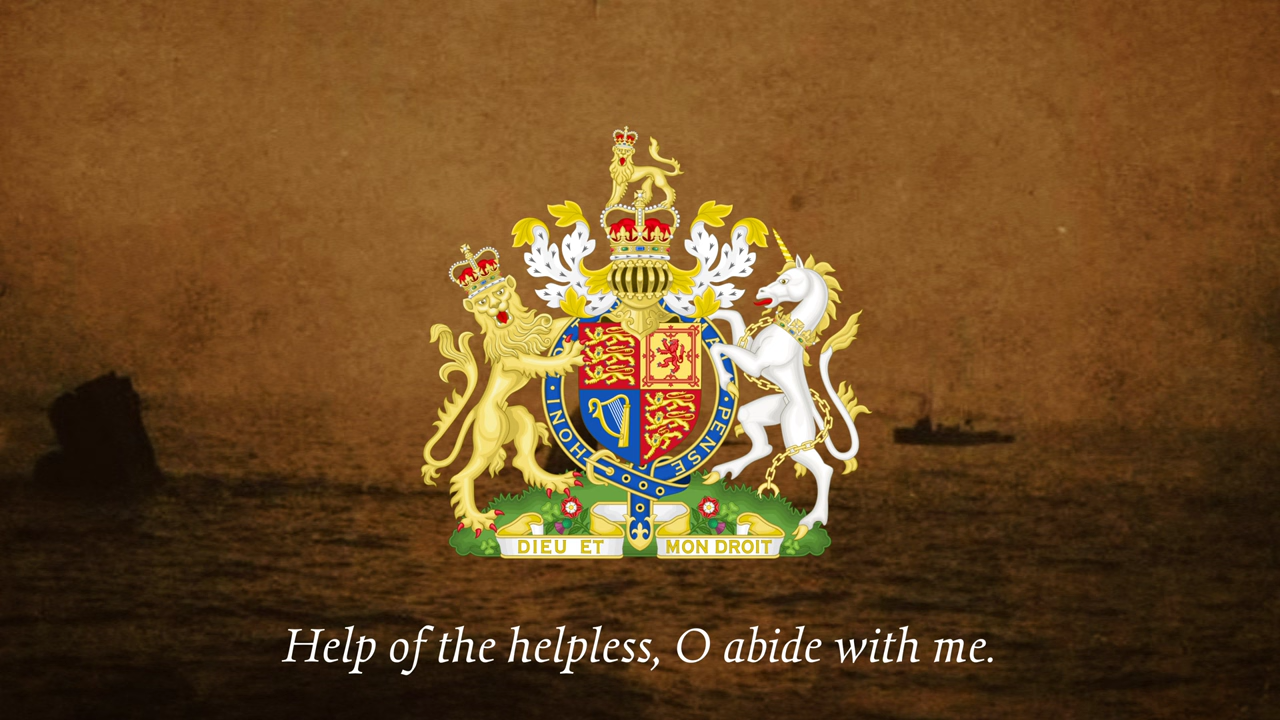 HONI
PENSE
DIEU ET MON DROIT
Help of the helpless, O abide with me.